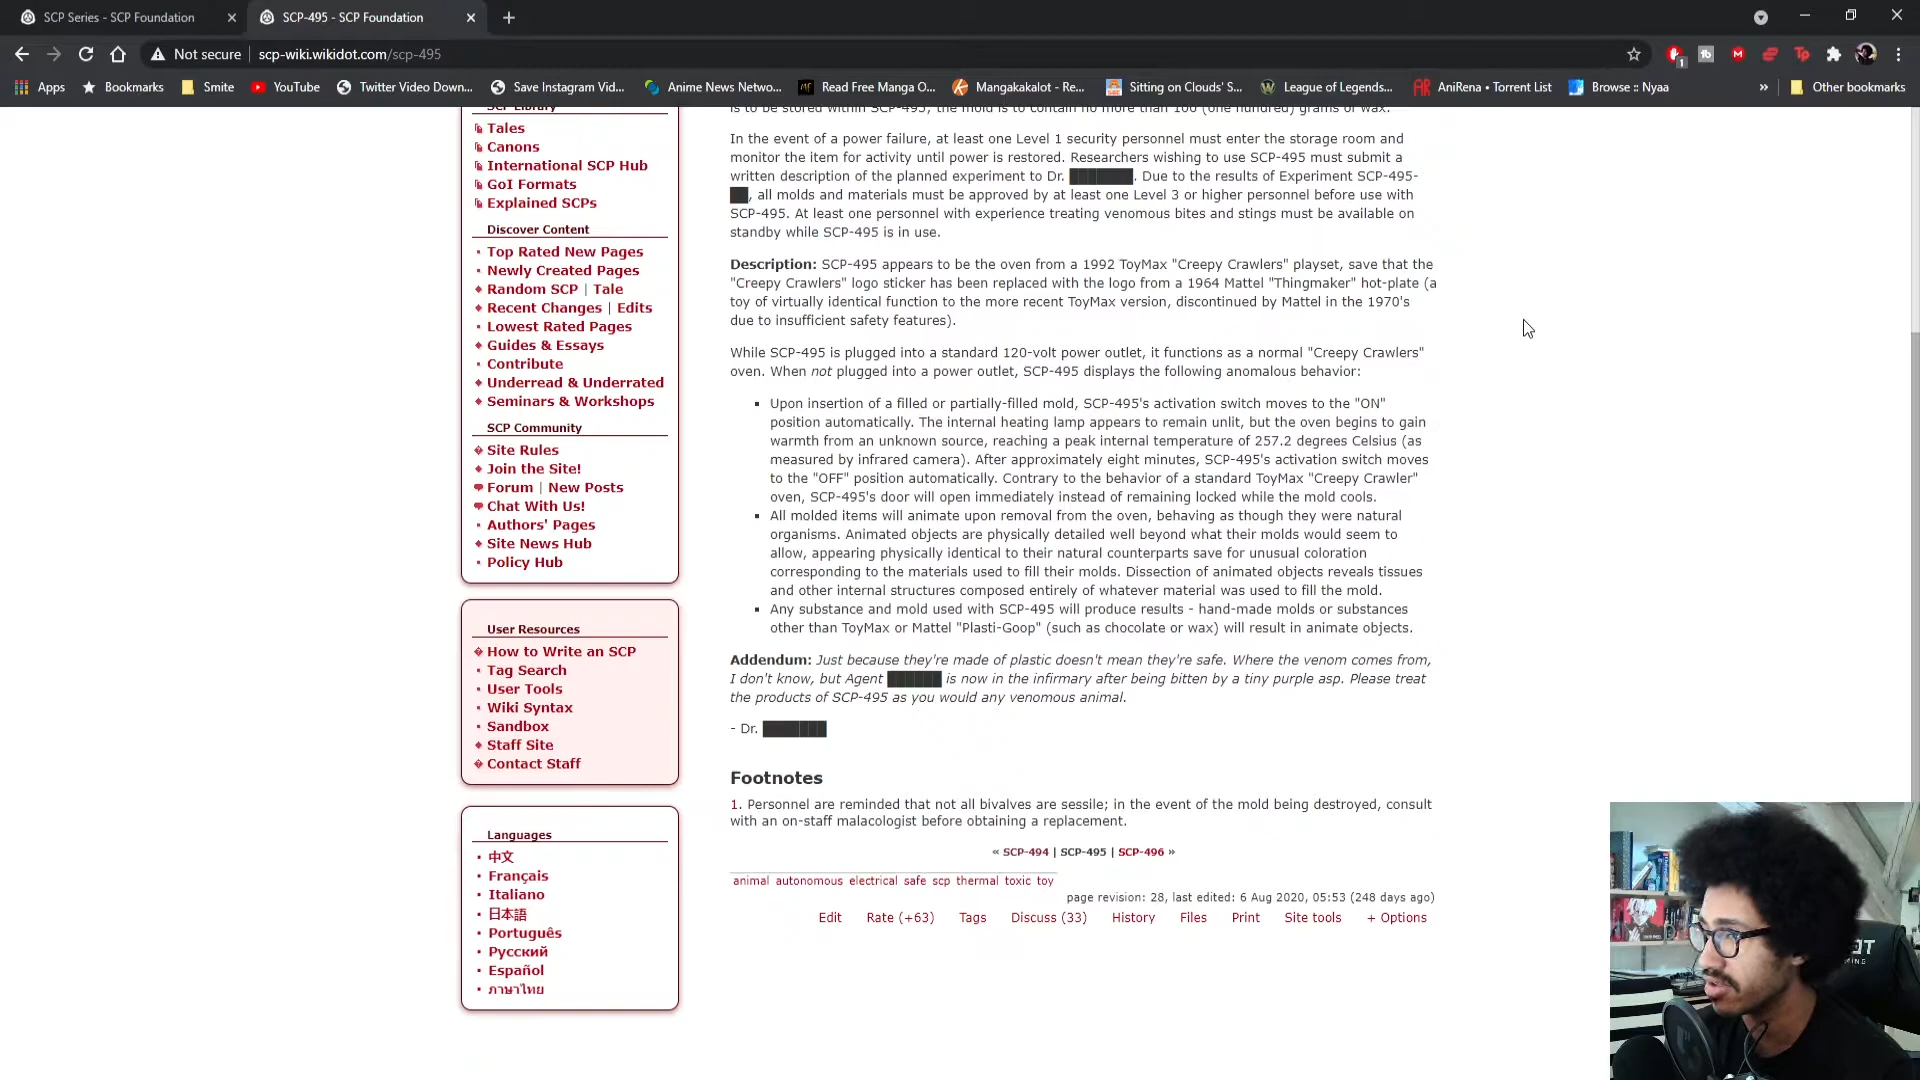 SCP Series - SCP Foundation
SCP-495 - SCP Foundation
Not secure
scp-wiki.wikidot.com/scp-495
1
Apps
Bookmarks
Smite
YouTube
Twitter Video Down...
Save Instagram Vid...
Anime News Netwo...
Read Free Manga O...
Mangakakalot - Re...
Sitting on Clouds' S...
League of Legends...
AniRena • Torrent List
Browse :: Nyaa
»
Other bookmarks
SCP Library
Tales
Canons
International SCP Hub
GoI Formats
Explained SCPs
Discover Content
Top Rated New Pages
Newly Created Pages
Random SCP | Tale
Recent Changes | Edits
Lowest Rated Pages
Guides & Essays
Contribute
Underread & Underrated
Seminars & Workshops
SCP Community
Site Rules
Join the Site!
Forum | New Posts
Chat With Us!
Authors' Pages
Site News Hub
Policy Hub
User Resources
How to Write an SCP
Tag Search
User Tools
Wiki Syntax
Sandbox
Staff Site
Contact Staff
Languages
中文
Français
Italiano
日本語
Português
Русский
Español
ภาษาไทย
is to be stored within SCP-495, the mold is to contain no more than 100 (one hundred) grams of wax.
In the event of a power failure, at least one Level 1 security personnel must enter the storage room and
monitor the item for activity until power is restored. Researchers wishing to use SCP-495 must submit a
written description of the planned experiment to Dr. ███████. Due to the results of Experiment SCP-495-
██, all molds and materials must be approved by at least one Level 3 or higher personnel before use with
SCP-495. At least one personnel with experience treating venomous bites and stings must be available on
standby while SCP-495 is in use.
Description: SCP-495 appears to be the oven from a 1992 ToyMax "Creepy Crawlers" playset, save that the
"Creepy Crawlers" logo sticker has been replaced with the logo from a 1964 Mattel "Thingmaker" hot-plate (a
toy of virtually identical function to the more recent ToyMax version, discontinued by Mattel in the 1970's
due to insufficient safety features).
While SCP-495 is plugged into a standard 120-volt power outlet, it functions as a normal "Creepy Crawlers"
oven. When not plugged into a power outlet, SCP-495 displays the following anomalous behavior:
Upon insertion of a filled or partially-filled mold, SCP-495's activation switch moves to the "ON"
position automatically. The internal heating lamp appears to remain unlit, but the oven begins to gain
warmth from an unknown source, reaching a peak internal temperature of 257.2 degrees Celsius (as
measured by infrared camera). After approximately eight minutes, SCP-495's activation switch moves
to the "OFF" position automatically. Contrary to the behavior of a standard ToyMax "Creepy Crawler"
oven, SCP-495's door will open immediately instead of remaining locked while the mold cools.
All molded items will animate upon removal from the oven, behaving as though they were natural
organisms. Animated objects are physically detailed well beyond what their molds would seem to
allow, appearing physically identical to their natural counterparts save for unusual coloration
corresponding to the materials used to fill their molds. Dissection of animated objects reveals tissues
and other internal structures composed entirely of whatever material was used to fill the mold.
Any substance and mold used with SCP-495 will produce results - hand-made molds or substances
other than ToyMax or Mattel "Plasti-Goop" (such as chocolate or wax) will result in animate objects.
Addendum: Just because they're made of plastic doesn't mean they're safe. Where the venom comes from,
I don't know, but Agent ██████ is now in the infirmary after being bitten by a tiny purple asp. Please treat
the products of SCP-495 as you would any venomous animal.
- Dr. ███████
Footnotes
1. Personnel are reminded that not all bivalves are sessile; in the event of the mold being destroyed, consult
with an on-staff malacologist before obtaining a replacement.
« SCP-494 | SCP-495 | SCP-496 »
animal autonomous electrical safe scp thermal toxic toy
page revision: 28, last edited: 6 Aug 2020, 05:53 (248 days ago)
Edit Rate (+63) Tags Discuss (33) History Files Print Site tools + Options